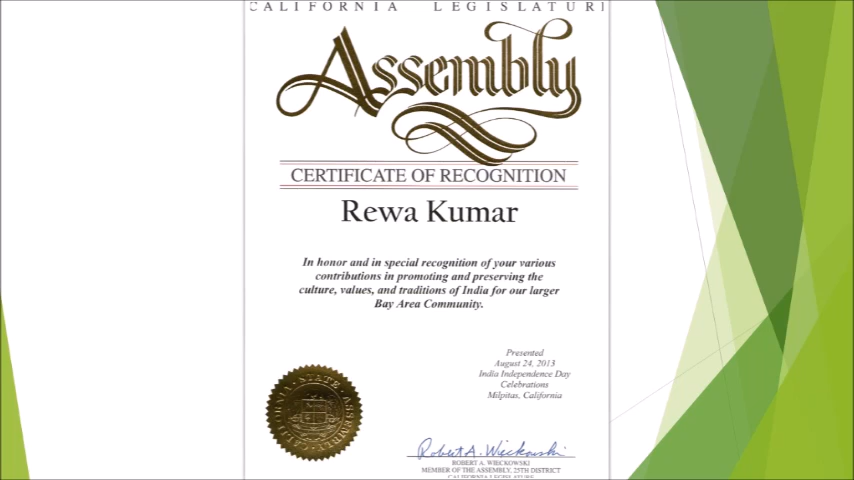 CALIFORNIA LEGISLATURE
Assembly
CERTIFICATE OF RECOGNITION
Rewa Kumar
In honor and in special recognition of your various
contributions in promoting and preserving the
culture, values, and traditions of India for our larger
Bay Area Community.
Presented
August 24, 2013
India Independence Day
Celebrations
Milpitas, California
Robert A. Wieckowski
ROBERT A. WIECKOWSKI
MEMBER OF THE ASSEMBLY, 25TH DISTRICT
CALIFORNIA LEGISLATURE